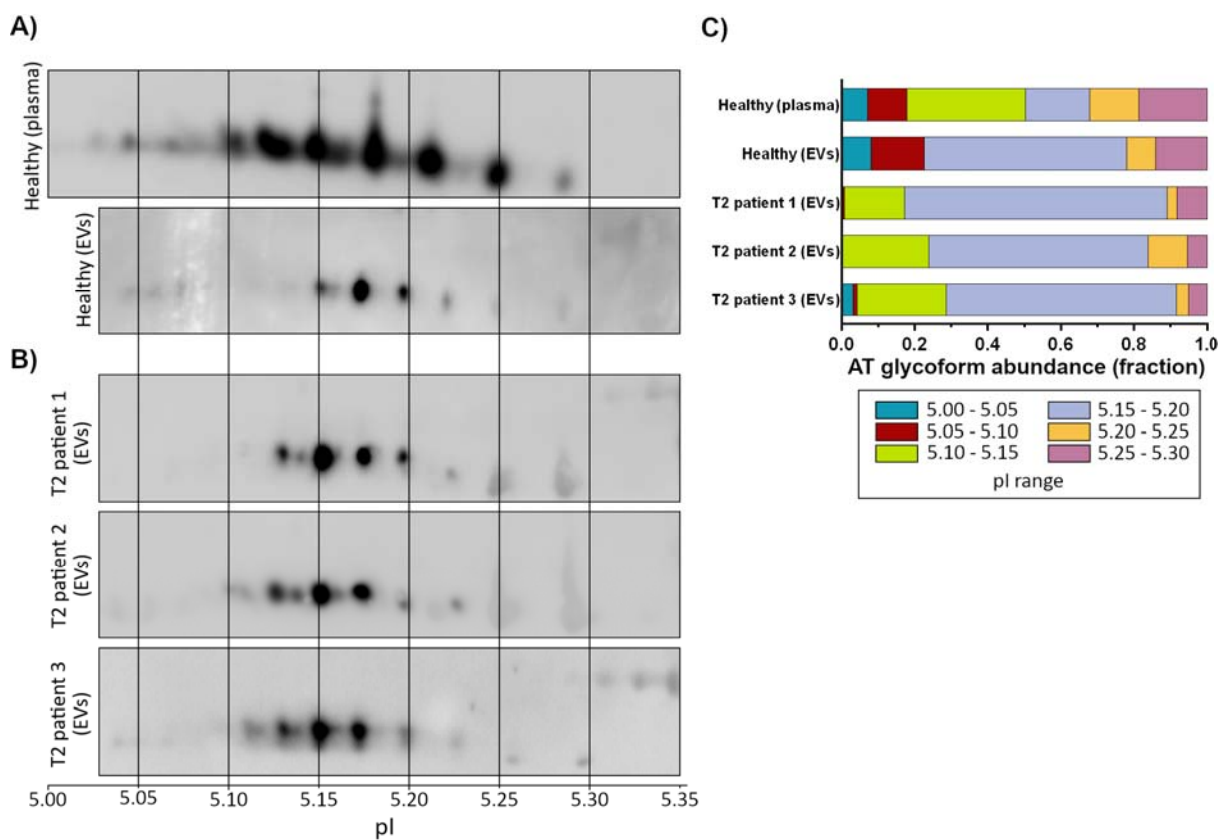 A)
Healthy (plasma)
Healthy (EVs)
B)
T2 patient 1
(EVs)
T2 patient 2
(EVs)
T2 patient 3
(EVs)
5.00 5.05 5.10 5.15 5.20 5.25 5.30 5.35
pI
C)
Healthy (plasma)
Healthy (EVs)
T2 patient 1 (EVs)
T2 patient 2 (EVs)
T2 patient 3 (EVs)
0.0 0.2 0.4 0.6 0.8 1.0
AT glycoform abundance (fraction)
5.00 - 5.05 5.15 - 5.20
5.05 - 5.10 5.20 - 5.25
5.10 - 5.15 5.25 - 5.30
pI range